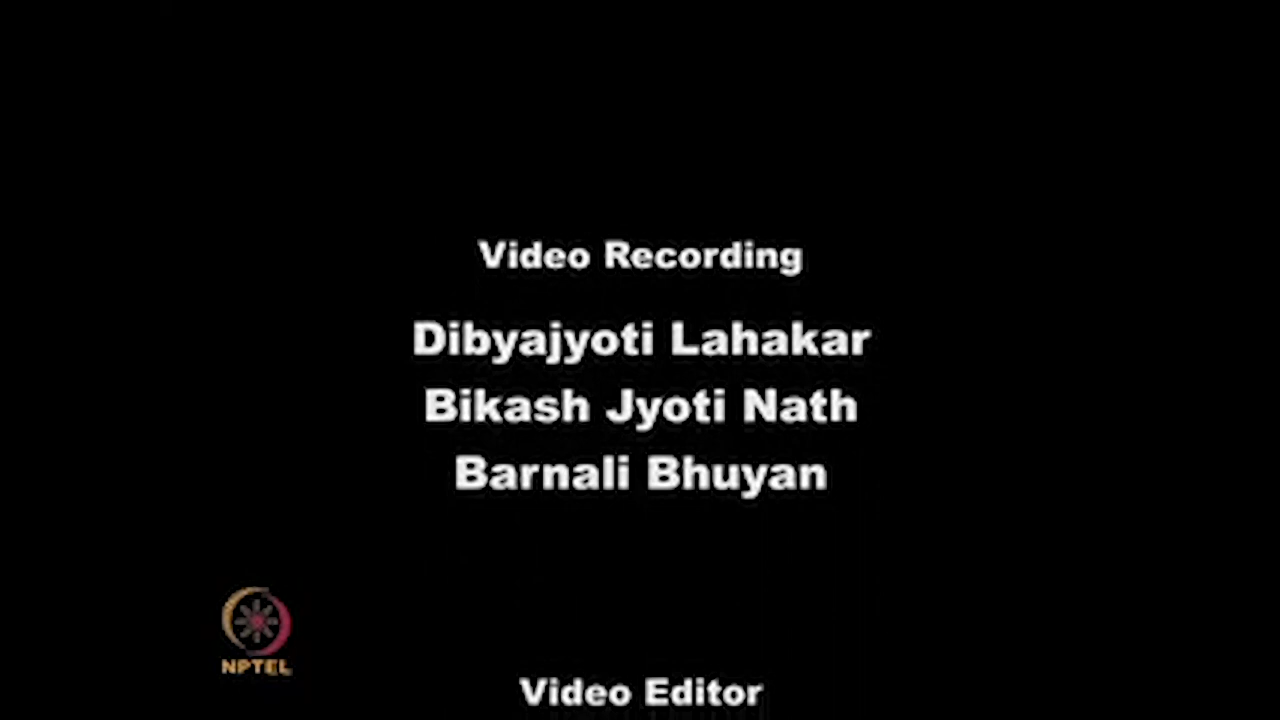 Video Recording
Dibyajyoti Lahakar
Bikash Jyoti Nath
Barnali Bhuyan
NPTEL
Video Editor